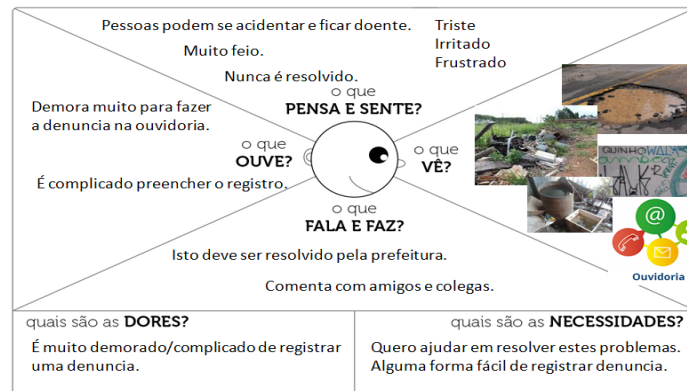 Pessoas podem se acidentar e ficar doente.
Muito feio.
Nunca é resolvido.
Triste
Irritado
Frustrado
o que
PENSA E SENTE?
Demora muito para fazer
a denuncia na ouvidoria.
o que
OUVE?
É complicado preencher o registro.
o que
VÊ?
@
Ouvidoria
o que
FALA E FAZ?
Isto deve ser resolvido pela prefeitura.
Comenta com amigos e colegas.
quais são as DORES?
É muito demorado/complicado de registrar
uma denuncia.
quais são as NECESSIDADES?
Quero ajudar em resolver estes problemas.
Alguma forma fácil de registrar denuncia.